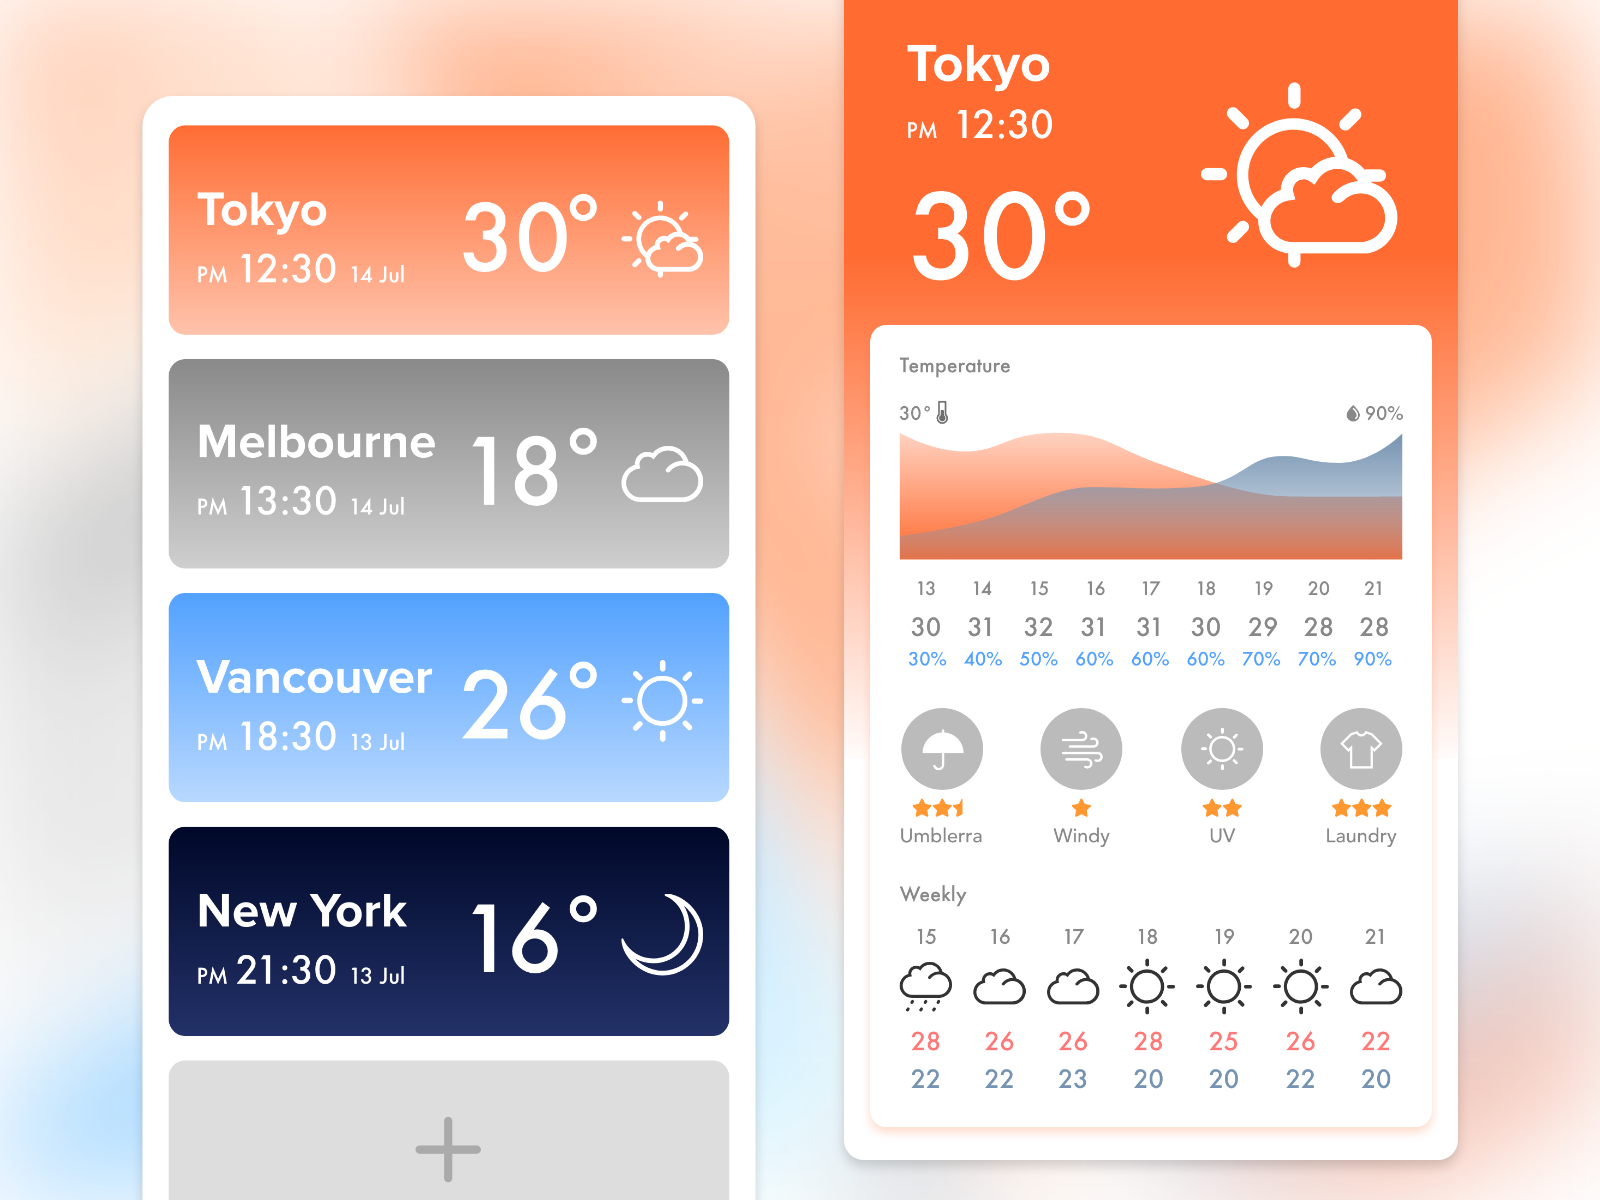 Tokyo
PM 12:30 14 Jul
30°
Melbourne
PM 13:30 14 Jul
18°
Vancouver
PM 18:30 13 Jul
26°
New York
PM 21:30 13 Jul
16°
Tokyo
PM 12:30
30°
Temperature
30° 90%
13 14 15 16 17 18 19 20 21
30 31 32 31 31 30 29 28 28
30% 40% 50% 60% 60% 60% 70% 70% 90%
Umblerra Windy UV Laundry
Weekly
15 16 17 18 19 20 21
28 26 26 28 25 26 22
22 22 23 20 20 22 20